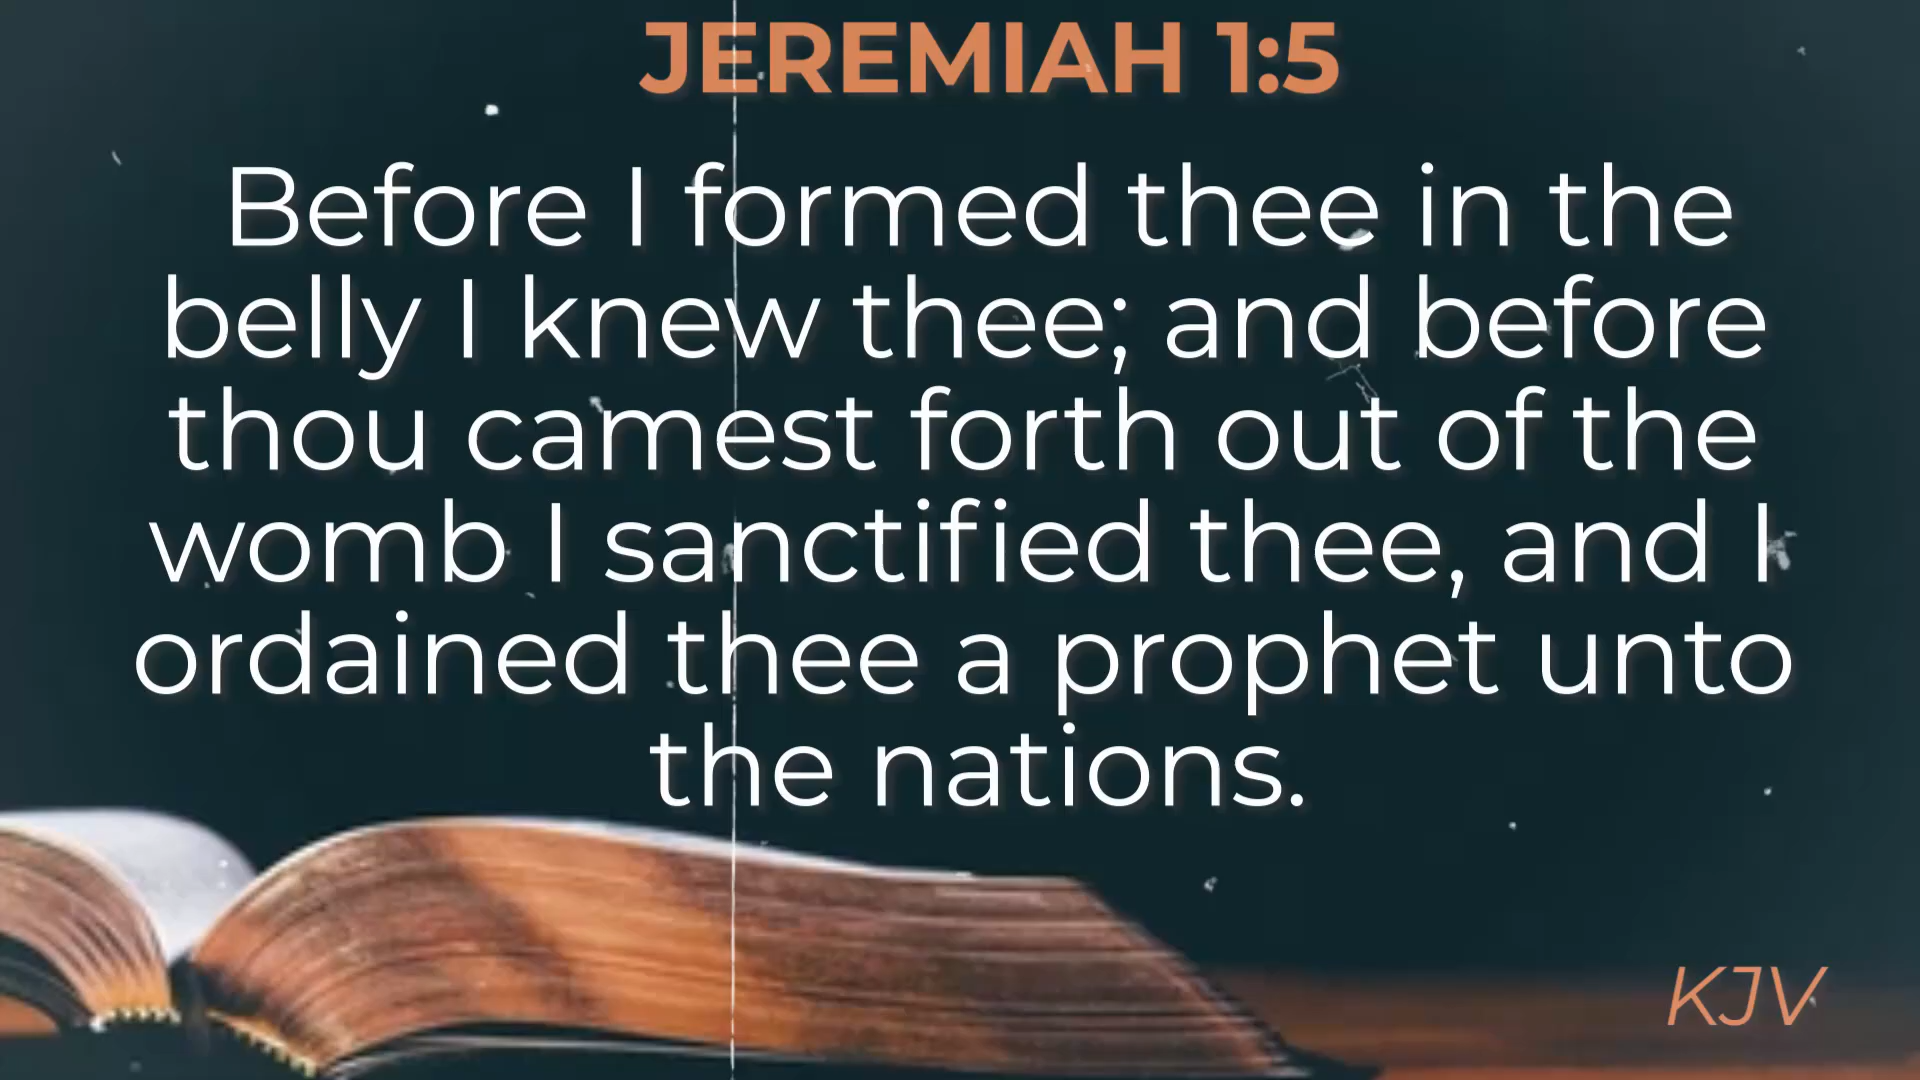 JEREMIAH 1:5
Before I formed thee in the
belly I knew thee; and before
thou camest forth out of the
womb I sanctified thee, and I
ordained thee a prophet unto
the nations.
KJV